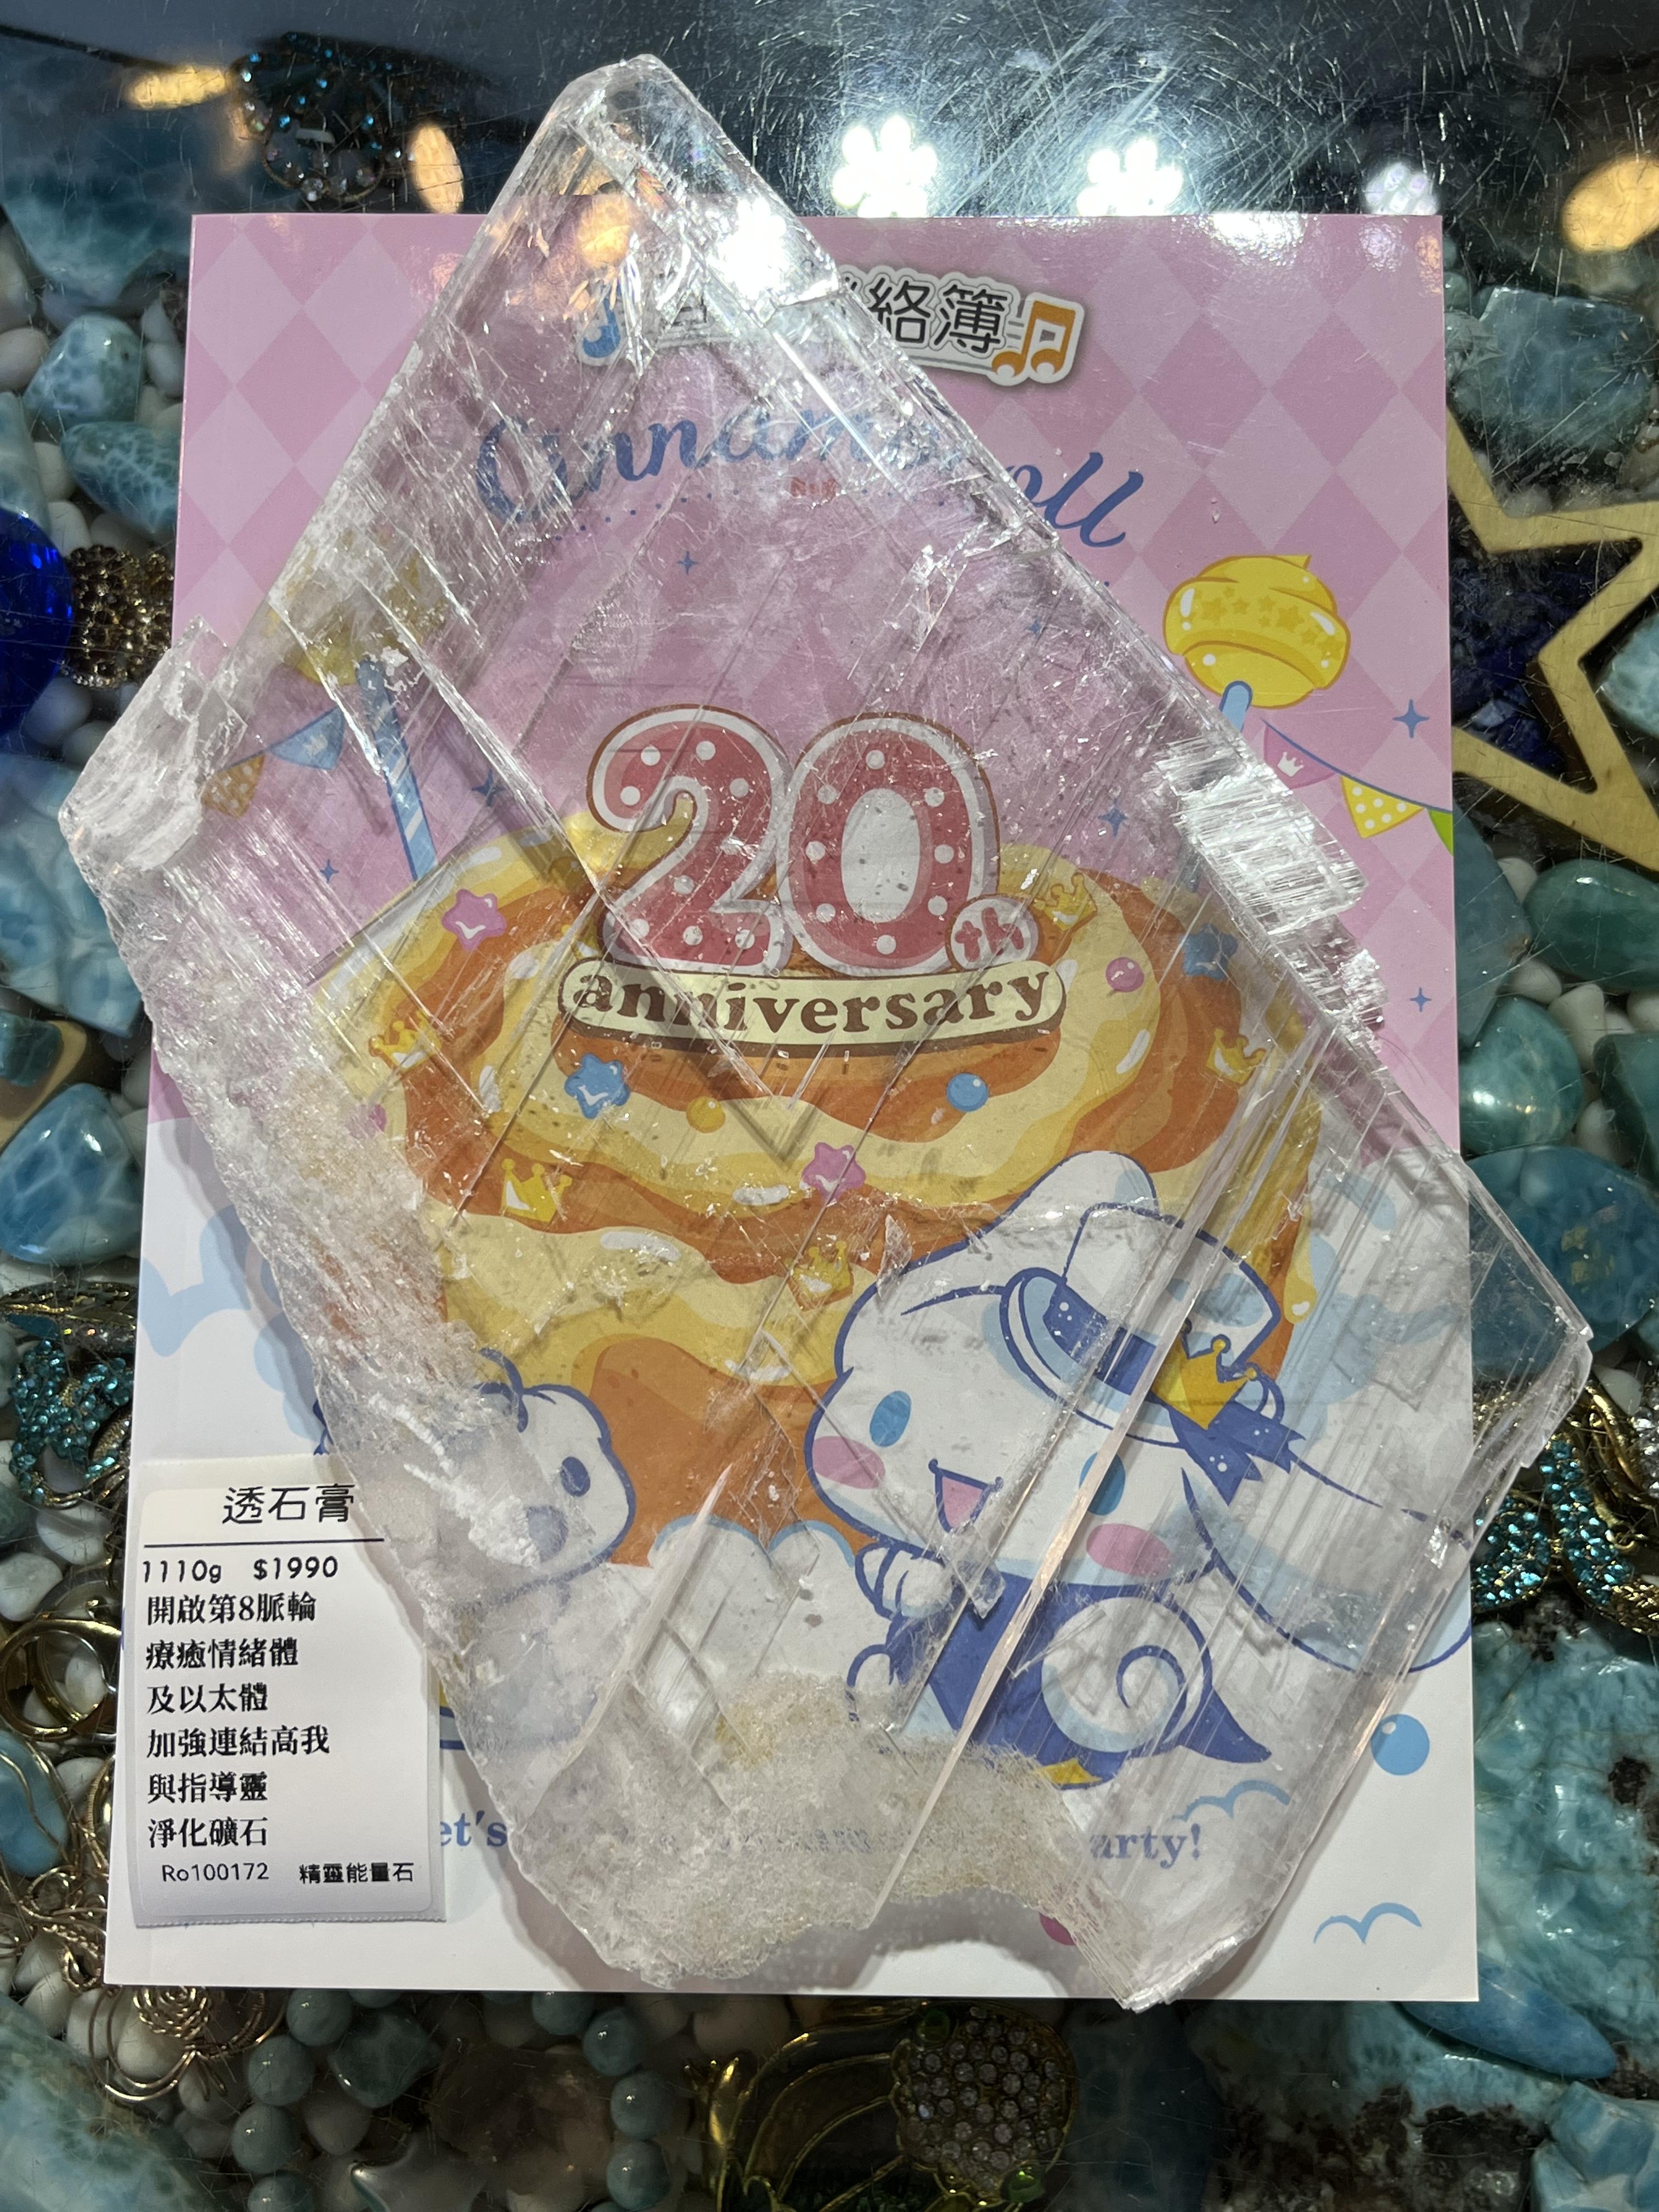 絡簿
Cinnamoroll
20th
anniversary
透石膏
1110g $1990
開啟第8脈輪
療癒情緒體
及以太體
加強連結高我
與指導靈
淨化礦石
Ro100172 精靈能量石